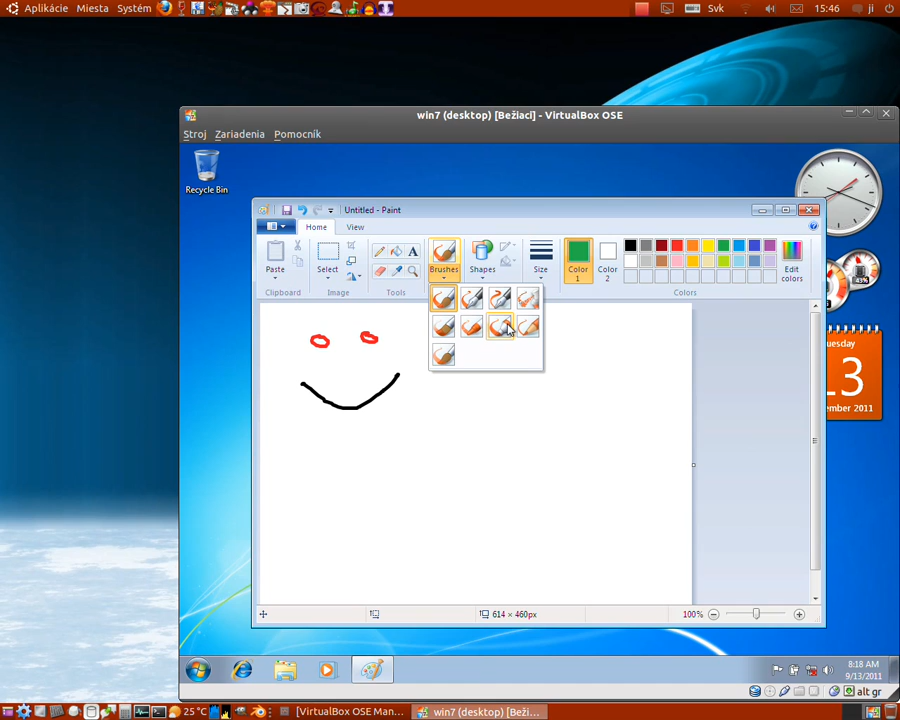 Aplikácie Miesta Systém Svk 15:46 ji
win7 (desktop) [Bežiaci] - VirtualBox OSE
Stroj Zariadenia Pomocník
Recycle Bin
Untitled - Paint
Home View
Paste Select Brushes Shapes Size Color 1 Color 2 Edit colors
Clipboard Image Tools Colors
43%
uesday
13
ember 2011
614 × 460px 100%
8:18 AM
9/13/2011
alt gr
25 °C [VirtualBox OSE Man... win7 (desktop) [Beži...